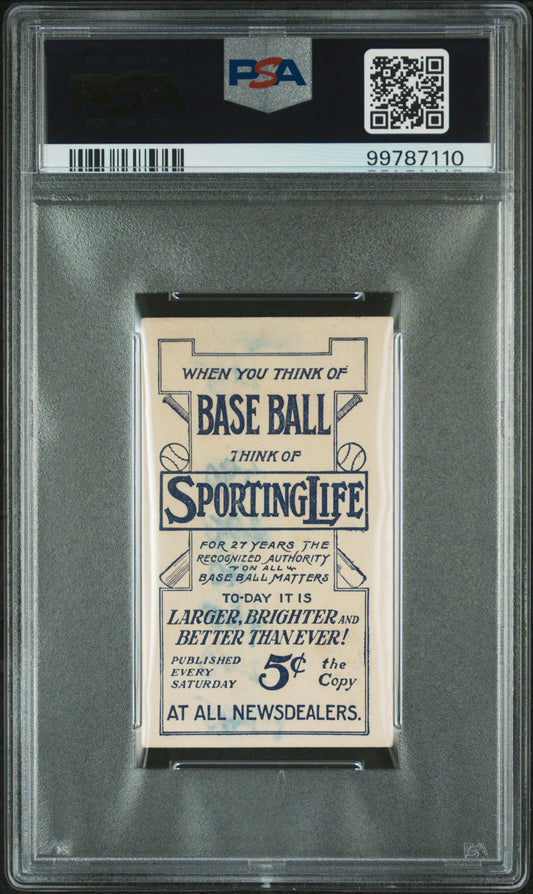 PSA
PSA
99787110
WHEN YOU THINK OF
BASE BALL
THINK OF
SPORTING LIFE
FOR 27 YEARS THE
RECOGNIZED AUTHORITY
ON ALL
BASE BALL MATTERS
TO-DAY IT IS
LARGER, BRIGHTER AND
BETTER THAN EVER!
PUBLISHED
EVERY
SATURDAY
5¢
the
Copy
AT ALL NEWSDEALERS.
PSA